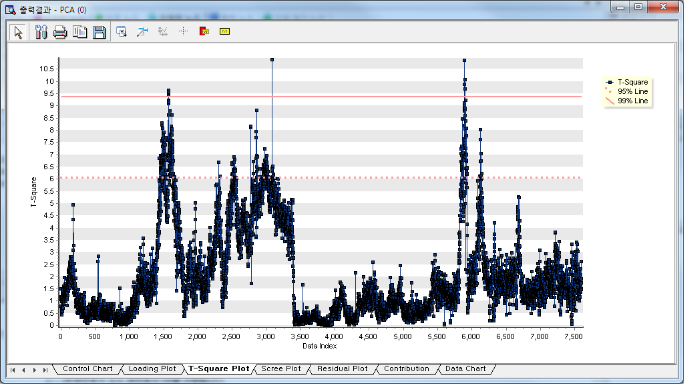 출력결과 - PCA (0)
T-Square
95% Line
99% Line
10.5
10
9.5
9
8.5
8
7.5
7
6.5
6
5.5
5
4.5
4
3.5
3
2.5
2
1.5
1
0.5
0
T-Square
0 500 1,000 1,500 2,000 2,500 3,000 3,500 4,000 4,500 5,000 5,500 6,000 6,500 7,000 7,500
Data Index
Control Chart Loading Plot T-Square Plot Scree Plot Residual Plot Contribution Data Chart